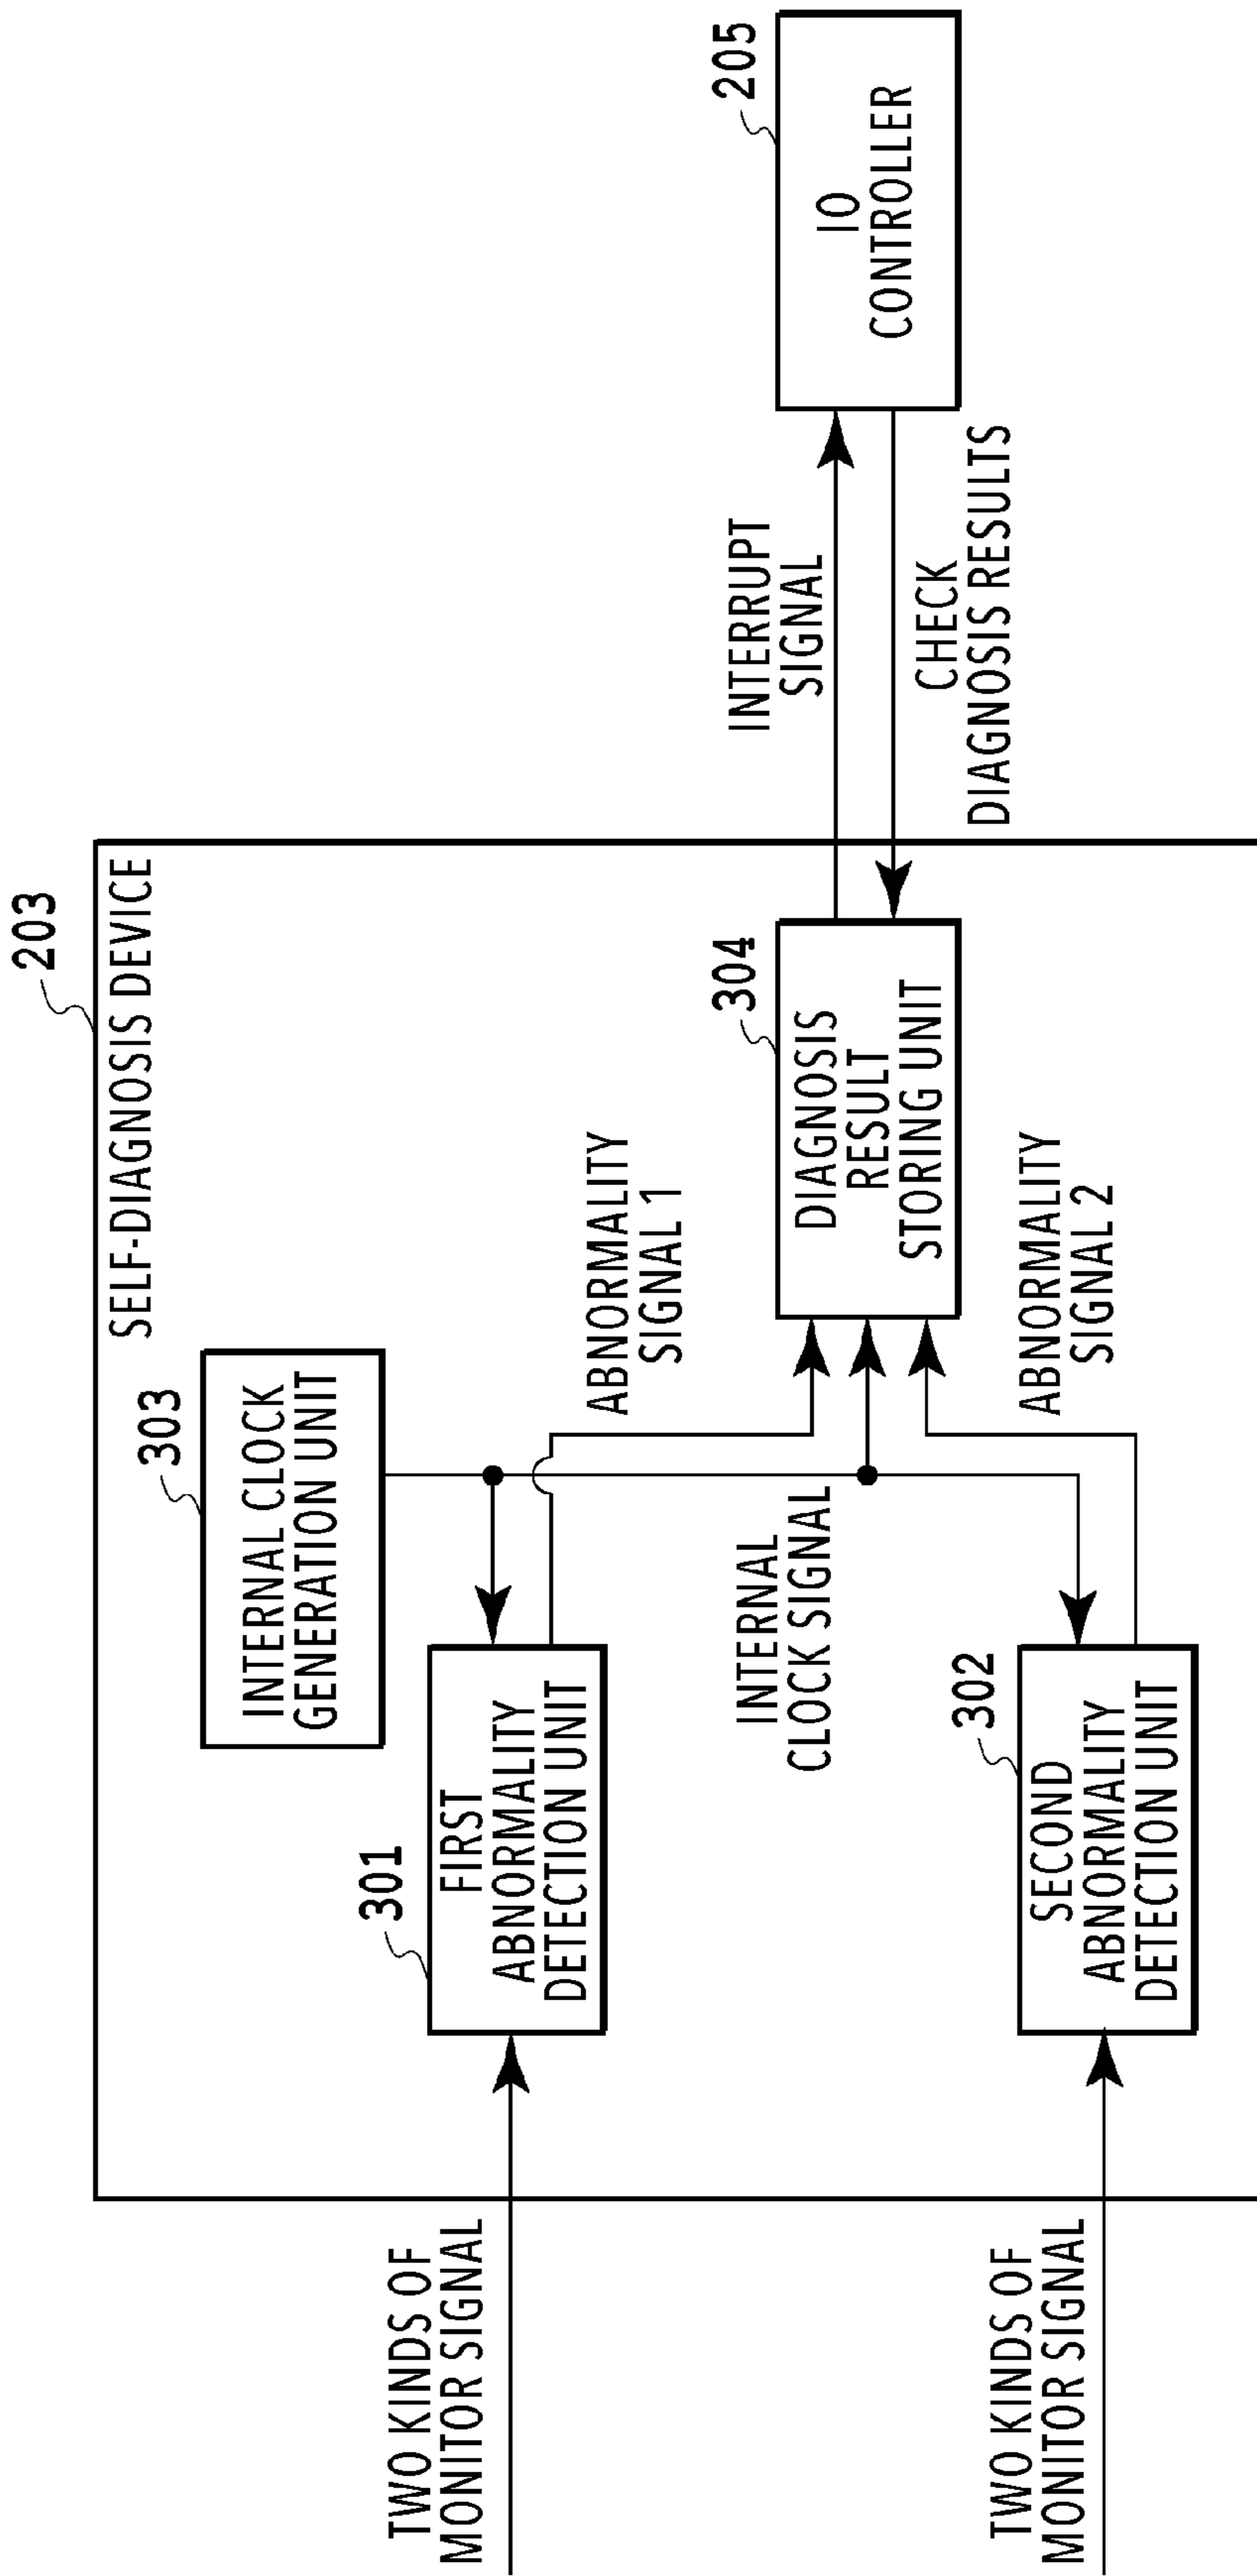 203
SELF-DIAGNOSIS DEVICE
303
INTERNAL CLOCK
GENERATION UNIT
TWO KINDS OF
MONITOR SIGNAL
301
FIRST
ABNORMALITY
DETECTION UNIT
ABNORMALITY
SIGNAL 1
INTERNAL
CLOCK SIGNAL
304
DIAGNOSIS
RESULT
STORING UNIT
INTERRUPT
SIGNAL
205
IO
CONTROLLER
CHECK
DIAGNOSIS RESULTS
TWO KINDS OF
MONITOR SIGNAL
302
SECOND
ABNORMALITY
DETECTION UNIT
ABNORMALITY
SIGNAL 2